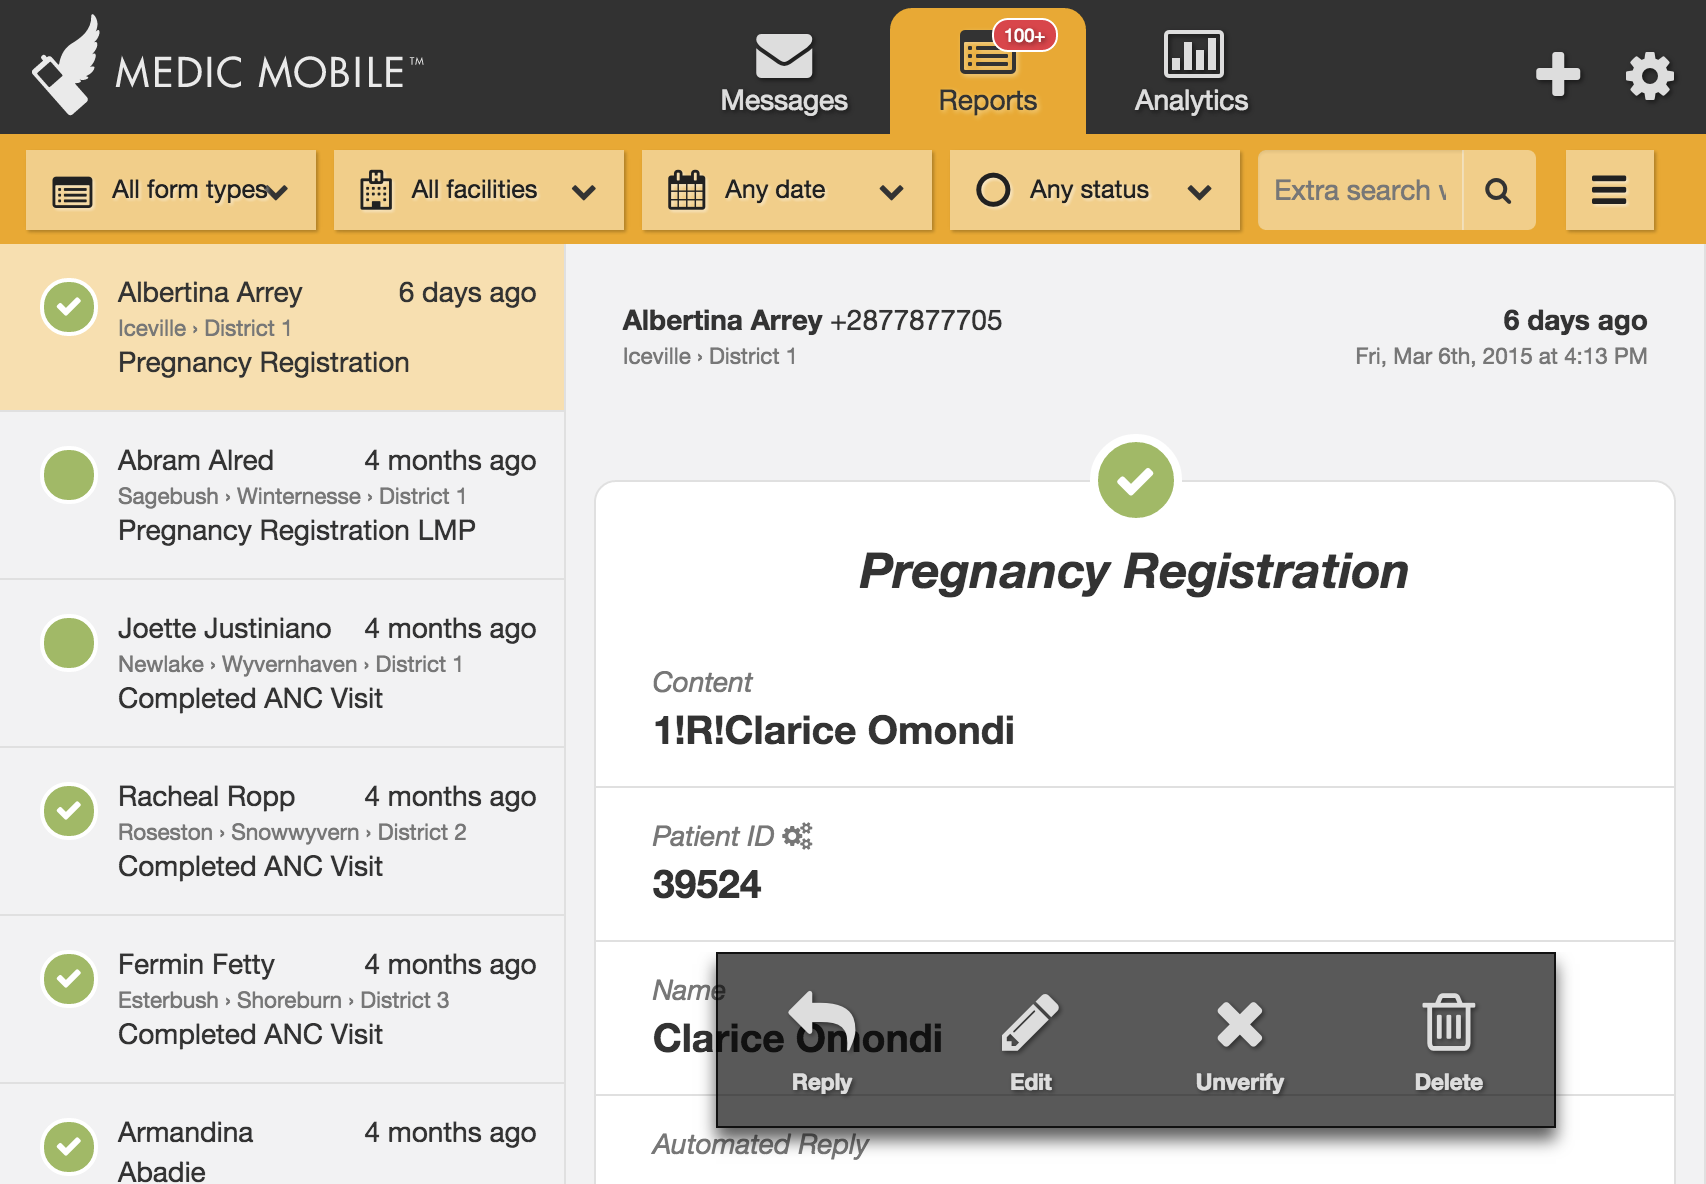 MEDIC MOBILE™
Messages
100+
Reports
Analytics
All form types
All facilities
Any date
Any status
Extra search v
Albertina Arrey 6 days ago
Iceville › District 1
Pregnancy Registration
Abram Alred 4 months ago
Sagebush › Winternesse › District 1
Pregnancy Registration LMP
Joette Justiniano 4 months ago
Newlake › Wyvernhaven › District 1
Completed ANC Visit
Racheal Ropp 4 months ago
Roseston › Snowwyvern › District 2
Completed ANC Visit
Fermin Fetty 4 months ago
Esterbush › Shoreburn › District 3
Completed ANC Visit
Armandina 4 months ago
Abadie
Albertina Arrey +2877877705 6 days ago
Iceville › District 1 Fri, Mar 6th, 2015 at 4:13 PM
Pregnancy Registration
Content
1!R!Clarice Omondi
Patient ID
39524
Name
Clarice Omondi
Reply Edit Unverify Delete
Automated Reply